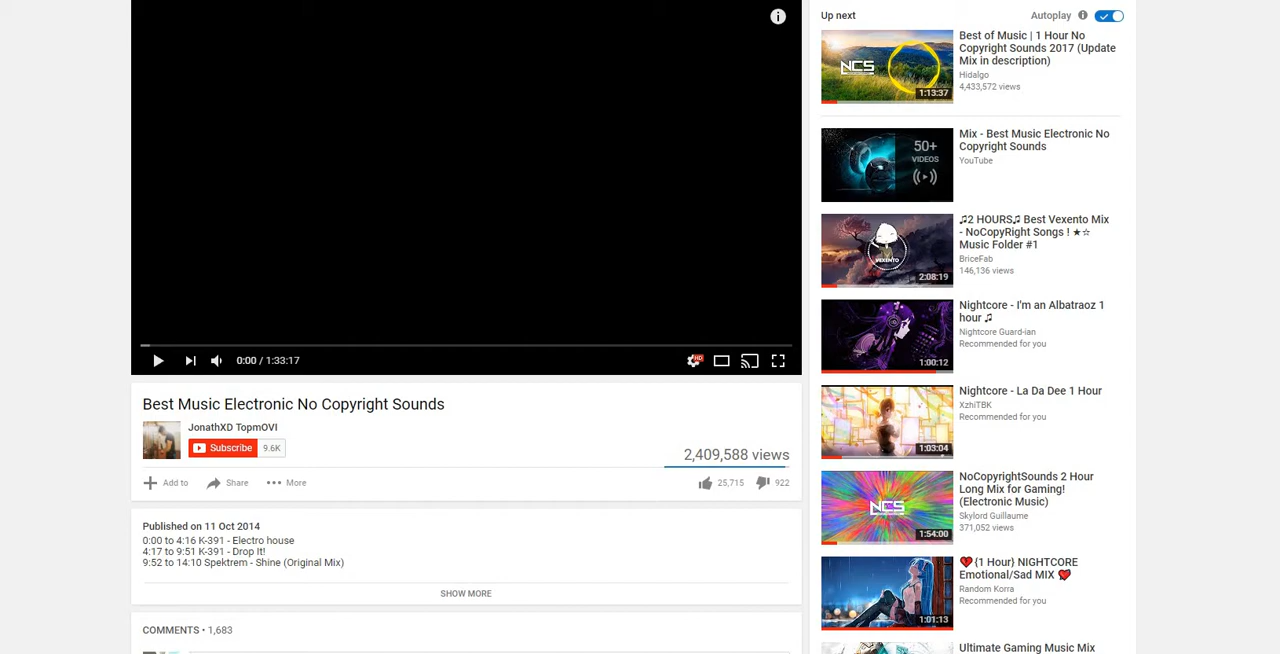 0:00 / 1:33:17
HD
Best Music Electronic No Copyright Sounds
JonathXD TopmOVI
Subscribe 9.6K
2,409,588 views
Add to Share More
25,715 922
Published on 11 Oct 2014
0:00 to 4:16 K-391 - Electro house
4:17 to 9:51 K-391 - Drop It!
9:52 to 14:10 Spektrem - Shine (Original Mix)
SHOW MORE
COMMENTS • 1,683
Up next
Autoplay
NCS
1:13:37
Best of Music | 1 Hour No
Copyright Sounds 2017 (Update
Mix in description)
Hidalgo
4,433,572 views
50+
VIDEOS
Mix - Best Music Electronic No
Copyright Sounds
YouTube
VEXENTO
2:08:19
♫2 HOURS♫ Best Vexento Mix
- NoCopyRight Songs ! ★☆
Music Folder #1
BriceFab
146,136 views
1:00:12
Nightcore - I'm an Albatraoz 1
hour ♫
Nightcore Guard-ian
Recommended for you
1:03:04
Nightcore - La Da Dee 1 Hour
XzhiTBK
Recommended for you
NCS
1:54:00
NoCopyrightSounds 2 Hour
Long Mix for Gaming!
(Electronic Music)
Skylord Guillaume
371,052 views
1:01:13
{1 Hour} NIGHTCORE
Emotional/Sad MIX
Random Korra
Recommended for you
Ultimate Gaming Music Mix